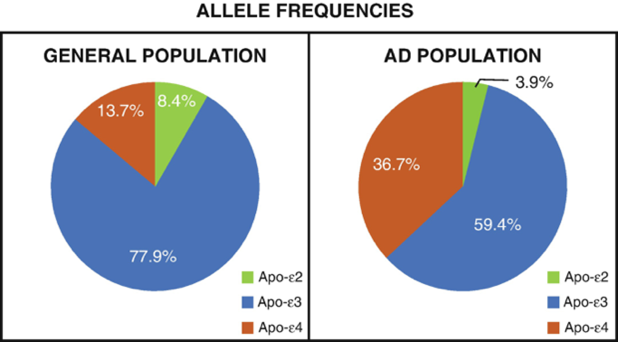 ALLELE FREQUENCIES
GENERAL POPULATION
13.7%
8.4%
77.9%
Apo-ε2
Apo-ε3
Apo-ε4
AD POPULATION
3.9%
36.7%
59.4%
Apo-ε2
Apo-ε3
Apo-ε4